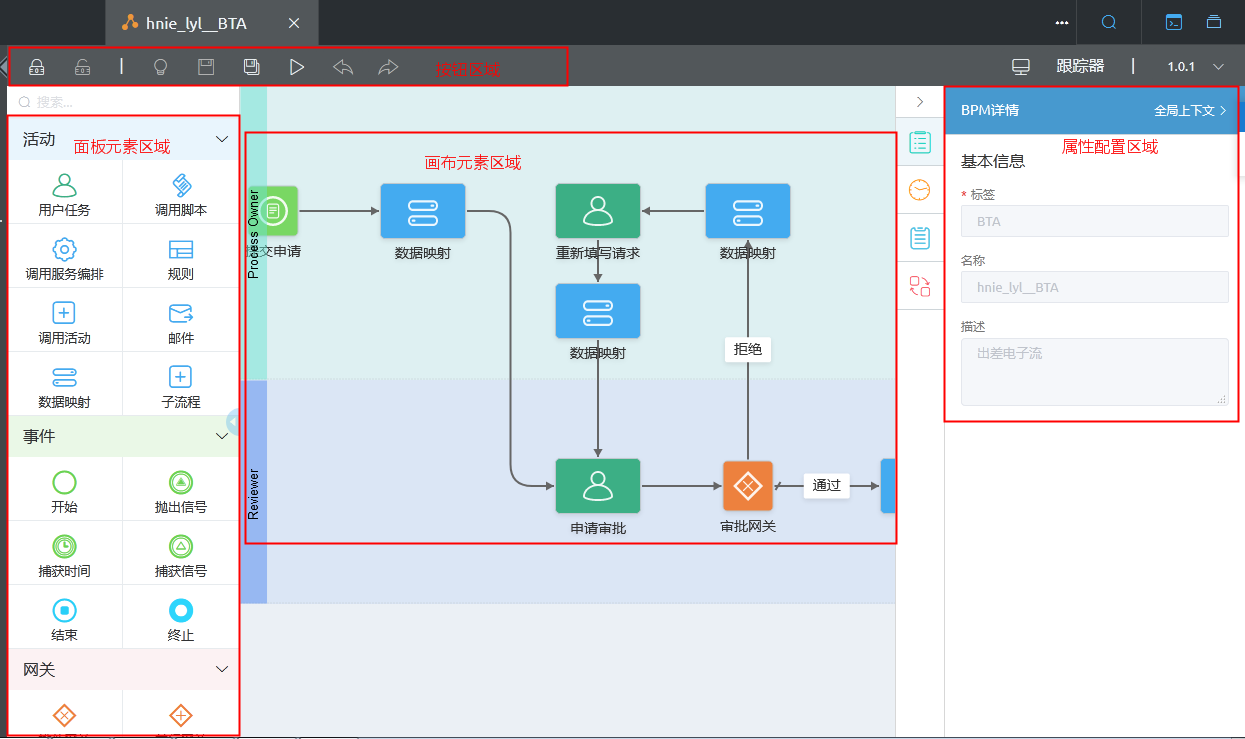 hnie_lyl__BTA
按钮区域
跟踪器
1.0.1
搜索...
活动
面板元素区域
用户任务
调用脚本
调用服务编排
规则
调用活动
邮件
数据映射
子流程
事件
开始
抛出信号
捕获时间
捕获信号
结束
终止
网关
画布元素区域
Process Owner
提交申请
数据映射
重新填写请求
数据映射
数据映射
拒绝
Reviewer
申请审批
审批网关
通过
BPM详情
全局上下文
属性配置区域
基本信息
* 标签
BTA
名称
hnie_lyl__BTA
描述
出差电子流